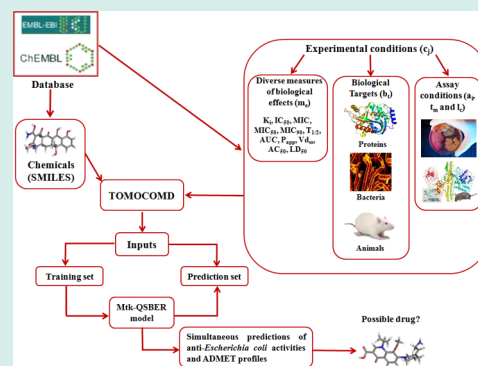 EMBL-EBI
ChEMBL
Database
Chemicals
(SMILES)
TOMOCOMD
Inputs
Training set
Prediction set
Mtk-QSBER
model
Simultaneous predictions of
anti-Escherichia coli activities
and ADMET profiles
Possible drug?
Experimental conditions (cj)
Diverse measures
of biological
effects (me)
Ki, IC50, MIC,
MIC50, MIC90, T1/2,
AUC, Papp, Vdss,
AC50, LD50
Biological
Targets (bt)
Proteins
Bacteria
Animals
Assay
conditions (ai,
tm and lc)